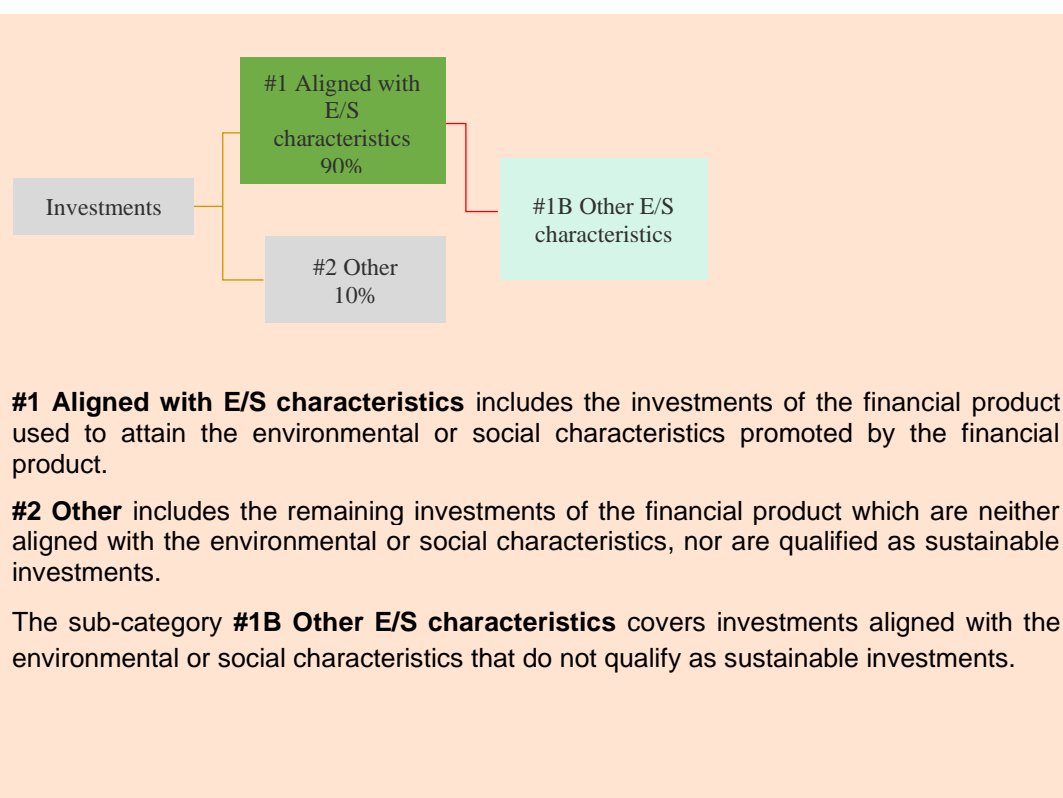 #1 Aligned with
E/S
characteristics
90%
Investments
#1B Other E/S
characteristics
#2 Other
10%
#1 Aligned with E/S characteristics includes the investments of the financial product
used to attain the environmental or social characteristics promoted by the financial
product.
#2 Other includes the remaining investments of the financial product which are neither
aligned with the environmental or social characteristics, nor are qualified as sustainable
investments.
The sub-category #1B Other E/S characteristics covers investments aligned with the
environmental or social characteristics that do not qualify as sustainable investments.